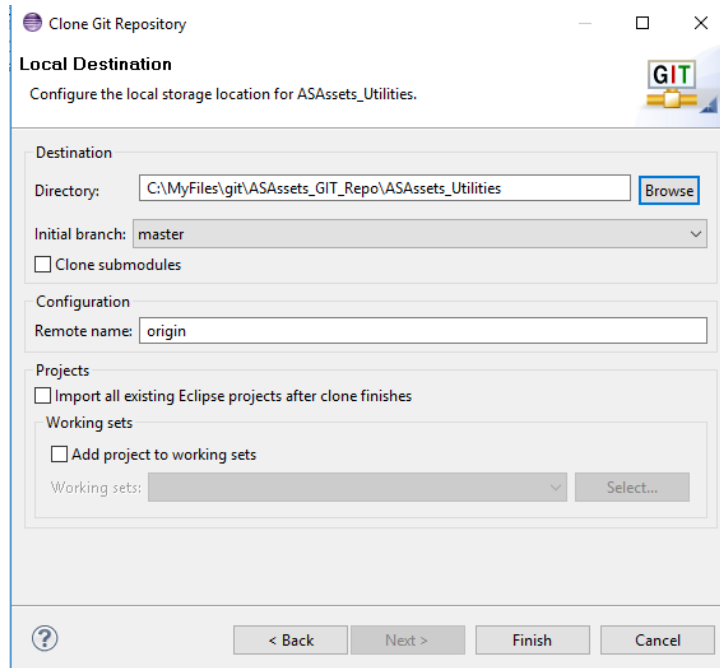 Clone Git Repository
Local Destination
GIT
Configure the local storage location for ASAssets_Utilities.
Destination
Directory: C:\MyFiles\git\ASAssets_GIT_Repo\ASAssets_Utilities Browse
Initial branch: master
Clone submodules
Configuration
Remote name: origin
Projects
Import all existing Eclipse projects after clone finishes
Working sets
Add project to working sets
Working sets: Select...
? < Back Next > Finish Cancel